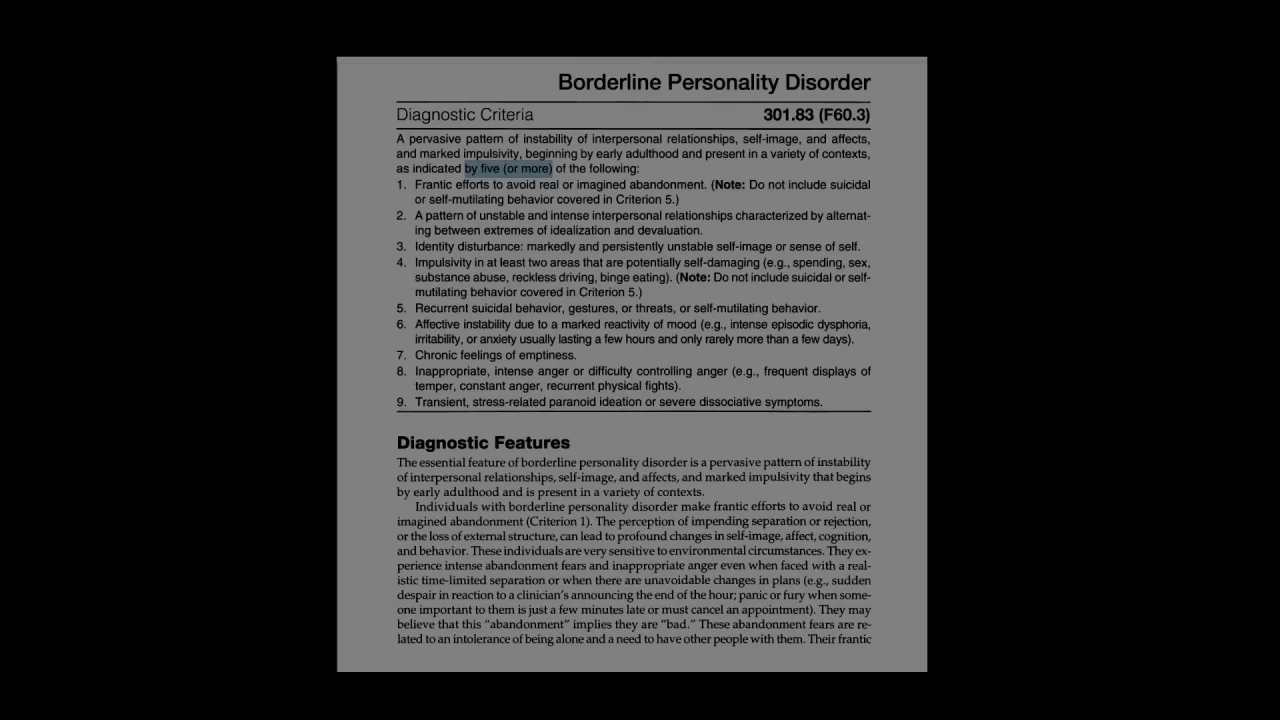 Borderline Personality Disorder
Diagnostic Criteria 301.83 (F60.3)
A pervasive pattern of instability of interpersonal relationships, self-image, and affects,
and marked impulsivity, beginning by early adulthood and present in a variety of contexts,
as indicated by five (or more) of the following:
1. Frantic efforts to avoid real or imagined abandonment. (Note: Do not include suicidal
or self-mutilating behavior covered in Criterion 5.)
2. A pattern of unstable and intense interpersonal relationships characterized by alternat-
ing between extremes of idealization and devaluation.
3. Identity disturbance: markedly and persistently unstable self-image or sense of self.
4. Impulsivity in at least two areas that are potentially self-damaging (e.g., spending, sex,
substance abuse, reckless driving, binge eating). (Note: Do not include suicidal or self-
mutilating behavior covered in Criterion 5.)
5. Recurrent suicidal behavior, gestures, or threats, or self-mutilating behavior.
6. Affective instability due to a marked reactivity of mood (e.g., intense episodic dysphoria,
irritability, or anxiety usually lasting a few hours and only rarely more than a few days).
7. Chronic feelings of emptiness.
8. Inappropriate, intense anger or difficulty controlling anger (e.g., frequent displays of
temper, constant anger, recurrent physical fights).
9. Transient, stress-related paranoid ideation or severe dissociative symptoms.
Diagnostic Features
The essential feature of borderline personality disorder is a pervasive pattern of instability
of interpersonal relationships, self-image, and affects, and marked impulsivity that begins
by early adulthood and is present in a variety of contexts.
Individuals with borderline personality disorder make frantic efforts to avoid real or
imagined abandonment (Criterion 1). The perception of impending separation or rejection,
or the loss of external structure, can lead to profound changes in self-image, affect, cognition,
and behavior. These individuals are very sensitive to environmental circumstances. They ex-
perience intense abandonment fears and inappropriate anger even when faced with a real-
istic time-limited separation or when there are unavoidable changes in plans (e.g., sudden
despair in reaction to a clinician's announcing the end of the hour; panic or fury when some-
one important to them is just a few minutes late or must cancel an appointment). They may
believe that this "abandonment" implies they are "bad." These abandonment fears are re-
lated to an intolerance of being alone and a need to have other people with them. Their frantic